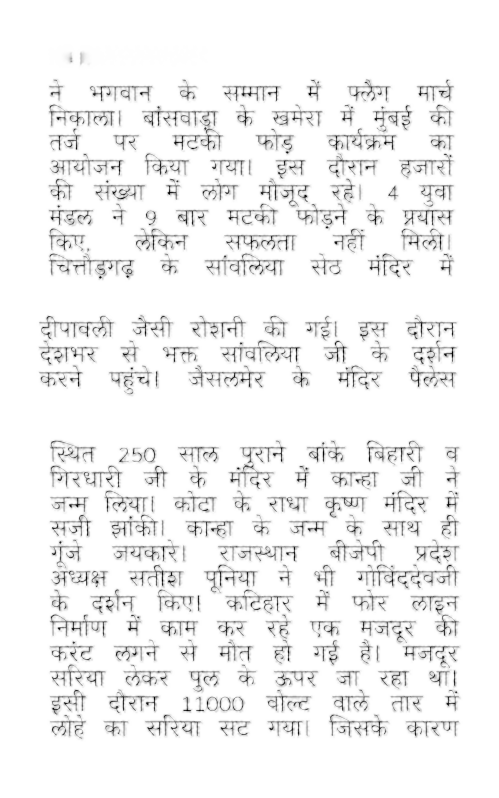 ने भगवान के सम्मान में फ्लैग मार्च
निकाला। बांसवाड़ा के खमेरा में मुंबई की
तर्ज पर मटकी फोड़ कार्यक्रम का
आयोजन किया गया। इस दौरान हजारों
की संख्या में लोग मौजूद रहे। 4 युवा
मंडल ने 9 बार मटकी फोड़ने के प्रयास
किए, लेकिन सफलता नहीं मिली।
चित्तौड़गढ़ के सांवलिया सेठ मंदिर में
दीपावली जैसी रोशनी की गई। इस दौरान
देशभर से भक्त सांवलिया जी के दर्शन
करने पहुंचे। जैसलमेर के मंदिर पैलेस
स्थित 250 साल पुराने बांके बिहारी व
गिरधारी जी के मंदिर में कान्हा जी ने
जन्म लिया। कोटा के राधा कृष्ण मंदिर में
सजी झांकी। कान्हा के जन्म के साथ ही
गूंजे जयकारे। राजस्थान बीजेपी प्रदेश
अध्यक्ष सतीश पूनिया ने भी गोविंददेवजी
के दर्शन किए। कटिहार में फोर लाइन
निर्माण में काम कर रहे एक मजदूर की
करंट लगने से मौत हो गई है। मजदूर
सरिया लेकर पुल के ऊपर जा रहा था।
इसी दौरान 11000 वोल्ट वाले तार में
लोहे का सरिया सट गया। जिसके कारण